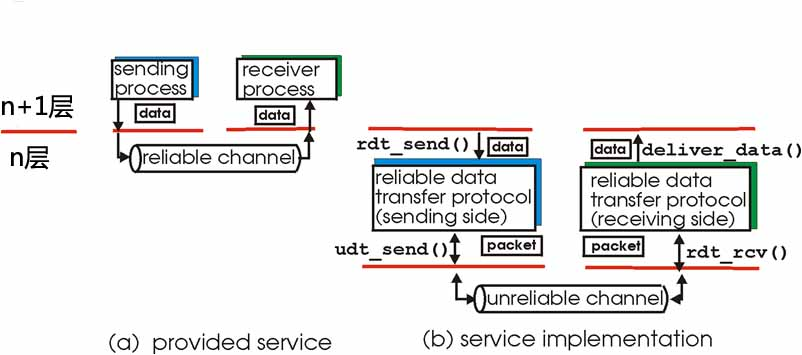 n+1层
n层
sending
process
receiver
process
data
data
reliable channel
(a) provided service
rdt_send()
data
data
deliver_data()
reliable data
transfer protocol
(sending side)
reliable data
transfer protocol
(receiving side)
udt_send()
packet
packet
rdt_rcv()
unreliable channel
(b) service implementation